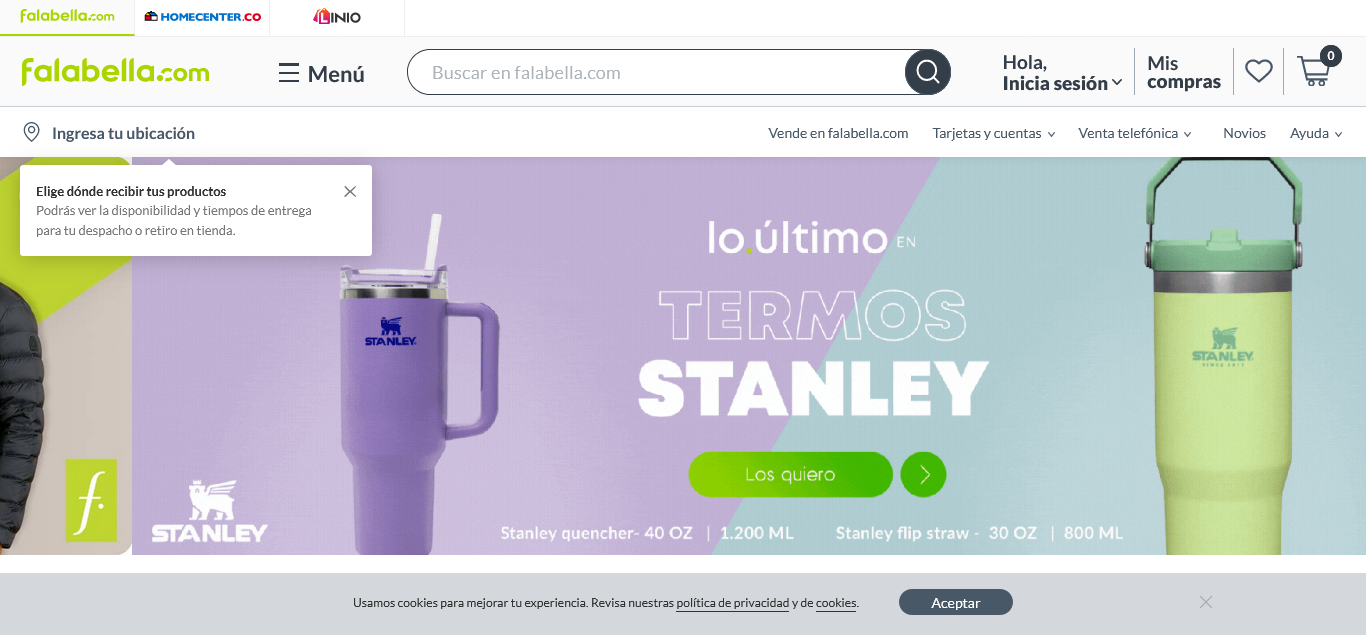 falabella.com
HOMECENTER.CO
LINIO
falabella.com
Menú
Buscar en falabella.com
Hola,
Inicia sesión
Mis
compras
0
Ingresa tu ubicación
Vende en falabella.com
Tarjetas y cuentas
Venta telefónica
Novios
Ayuda
Elige dónde recibir tus productos
Podrás ver la disponibilidad y tiempos de entrega
para tu despacho o retiro en tienda.
lo.último EN
TERMOS
STANLEY
Los quiero
STANLEY
STANLEY
SINCE 1913
f.
STANLEY
Stanley quencher- 40 OZ | 1.200 ML
Stanley flip straw - 30 OZ | 800 ML
Usamos cookies para mejorar tu experiencia. Revisa nuestras política de privacidad y de cookies.
Aceptar